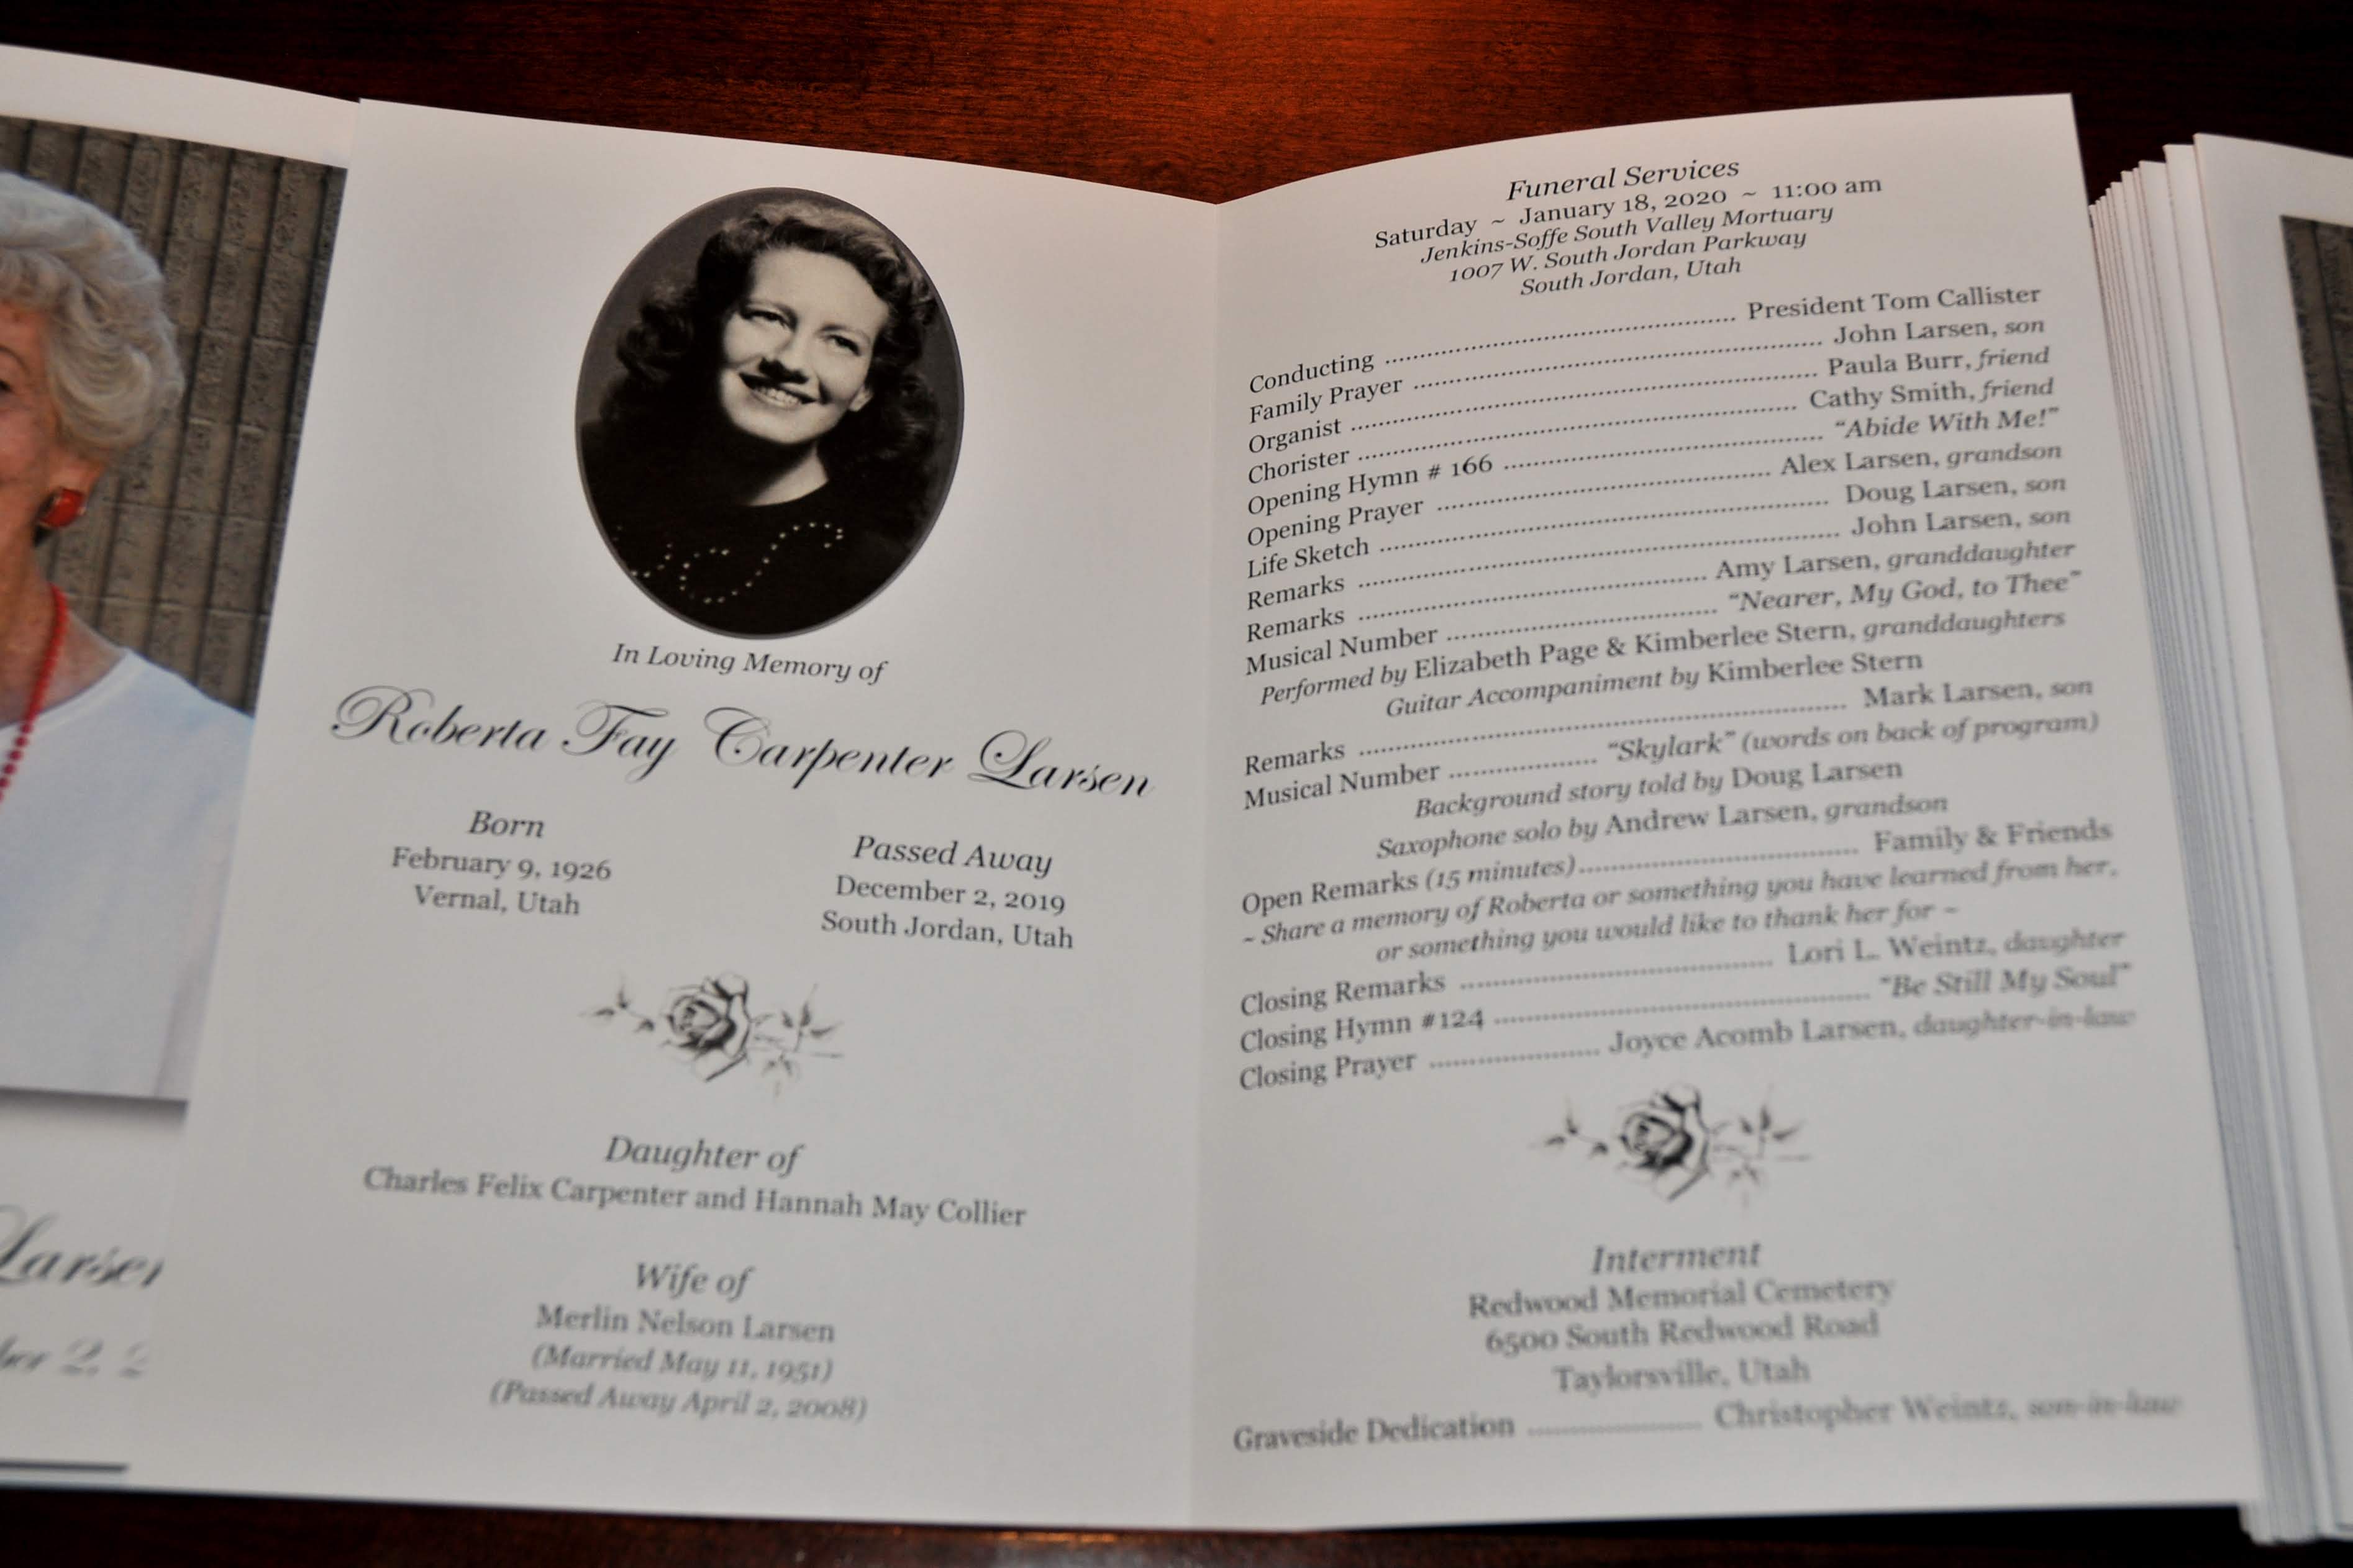 In Loving Memory of
Roberta Fay Carpenter Larsen
Born
February 9, 1926
Vernal, Utah
Passed Away
December 2, 2019
South Jordan, Utah
Daughter of
Charles Felix Carpenter and Hannah May Collier
Wife of
Merlin Nelson Larsen
(Married May 11, 1951)
(Passed Away April 2, 2008)
Funeral Services
Saturday ~ January 18, 2020 ~ 11:00 am
Jenkins-Soffe South Valley Mortuary
1007 W. South Jordan Parkway
South Jordan, Utah
Conducting ........ President Tom Callister
Family Prayer ........ John Larsen, son
Organist ........ Paula Burr, friend
Chorister ........ Cathy Smith, friend
Opening Hymn # 166 ........ "Abide With Me!"
Opening Prayer ........ Alex Larsen, grandson
Life Sketch ........ Doug Larsen, son
Remarks ........ John Larsen, son
Remarks ........ Amy Larsen, granddaughter
Musical Number ........ "Nearer, My God, to Thee"
Performed by Elizabeth Page & Kimberlee Stern, granddaughters
Guitar Accompaniment by Kimberlee Stern
Remarks ........ Mark Larsen, son
Musical Number ........ "Skylark" (words on back of program)
Background story told by Doug Larsen
Saxophone solo by Andrew Larsen, grandson
Open Remarks (15 minutes) ........ Family & Friends
~ Share a memory of Roberta or something you have learned from her,
or something you would like to thank her for ~
Closing Remarks ........ Lori L. Weintz, daughter
Closing Hymn #124 ........ "Be Still My Soul"
Closing Prayer ........ Joyce Acomb Larsen, daughter-in-law
Interment
Redwood Memorial Cemetery
6500 South Redwood Road
Taylorsville, Utah
Graveside Dedication ........ Christopher Weintz, son-in-law